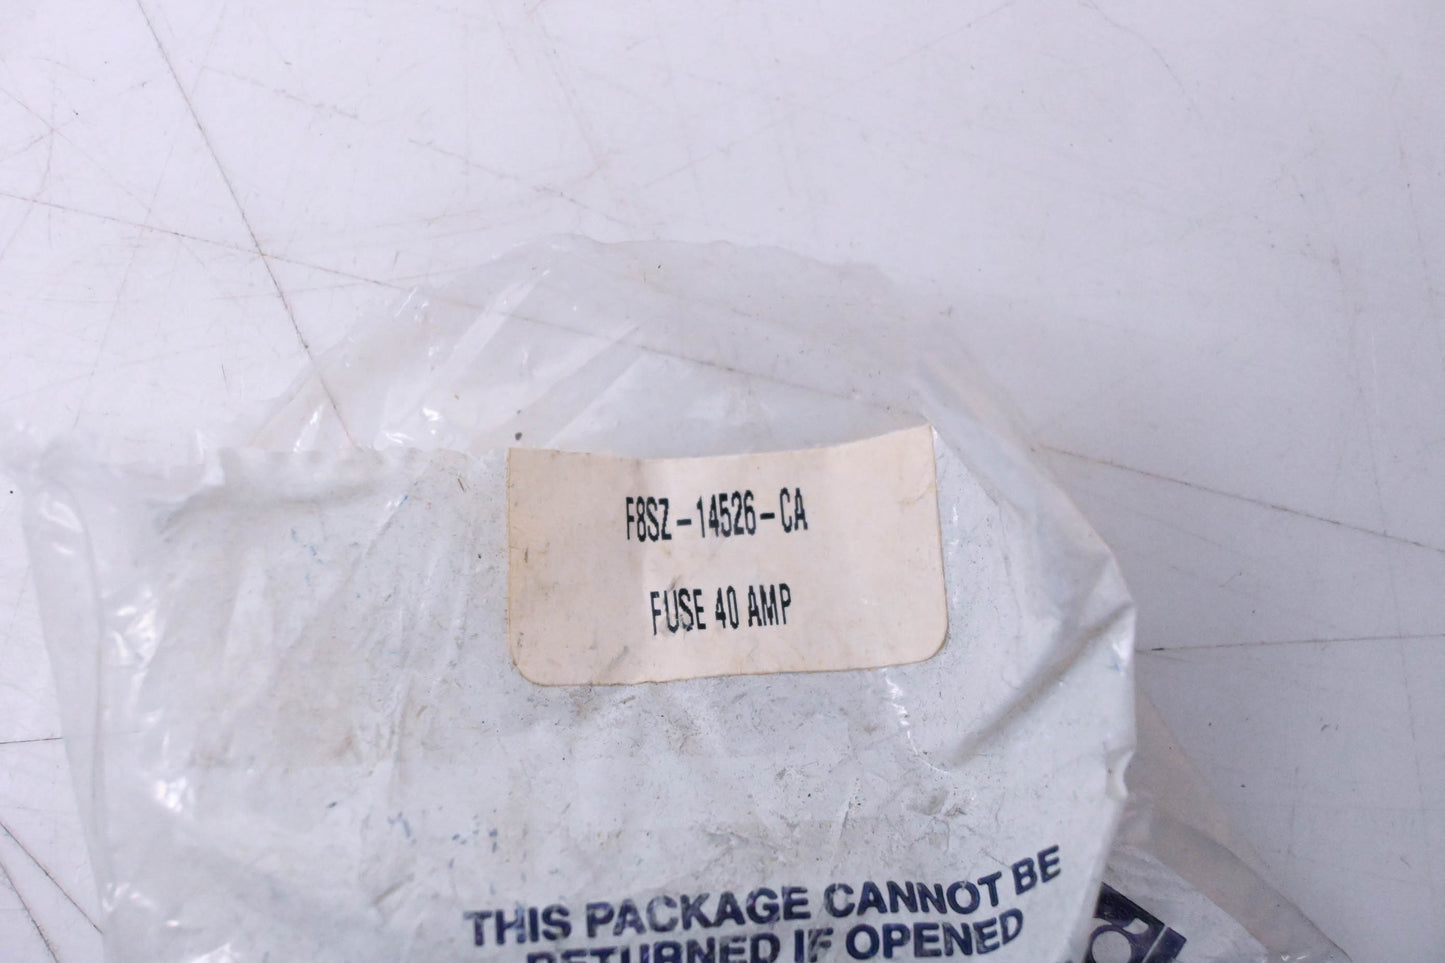 F8SZ-14526-CA
FUSE 40 AMP
THIS PACKAGE CANNOT BE
RETURNED IF OPENED